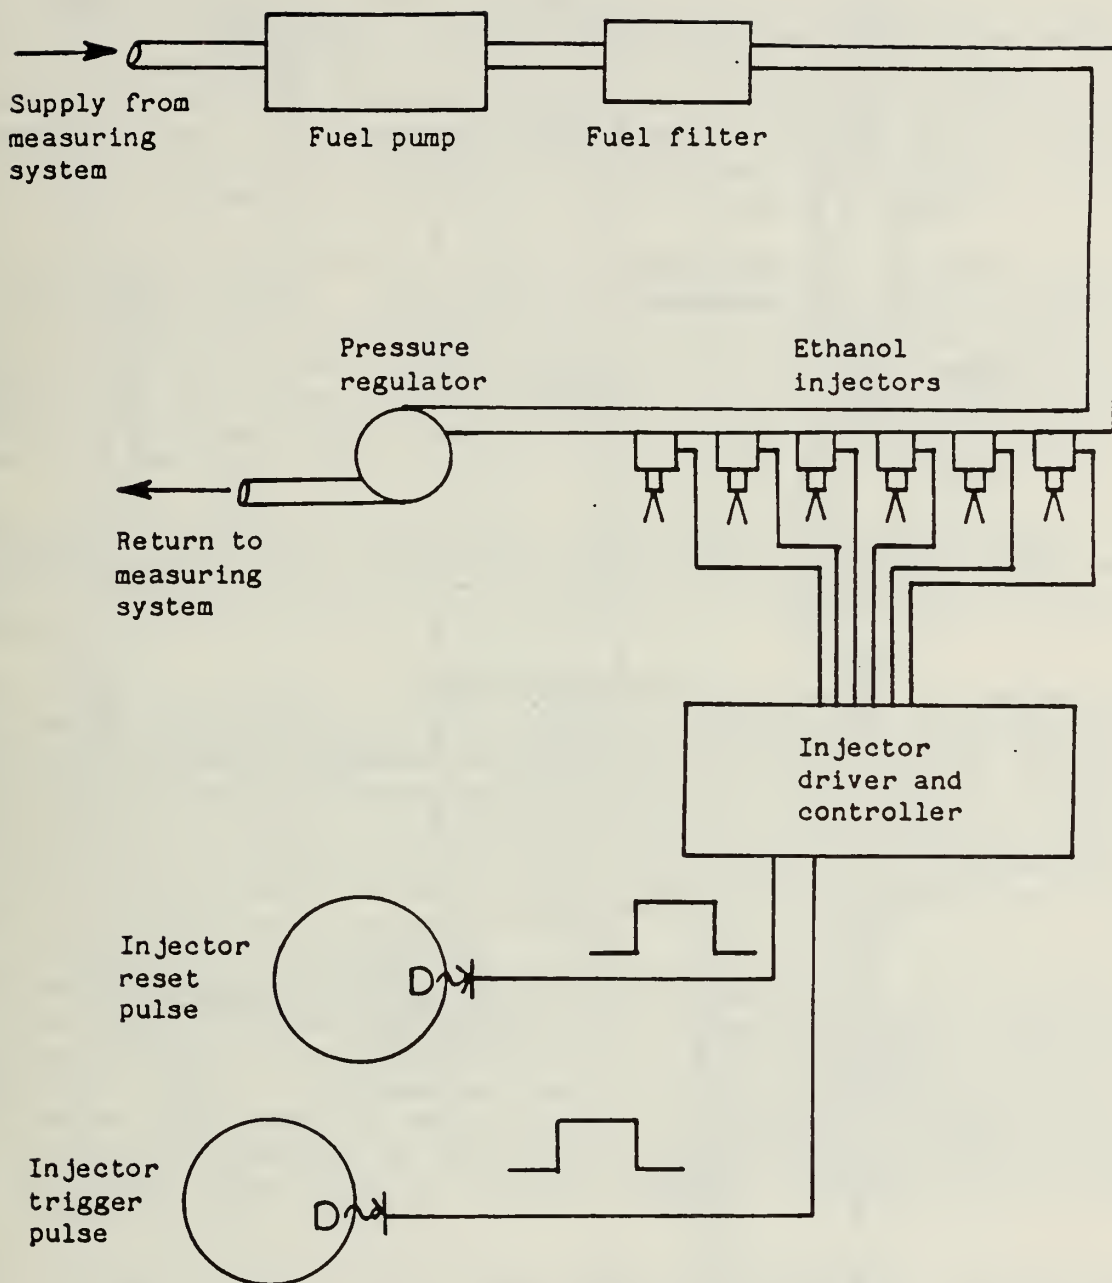 Supply from
measuring
system
Fuel pump
Fuel filter
Pressure
regulator
Ethanol
injectors
Return to
measuring
system
Injector
driver and
controller
Injector
reset
pulse
D
Injector
trigger
pulse
D